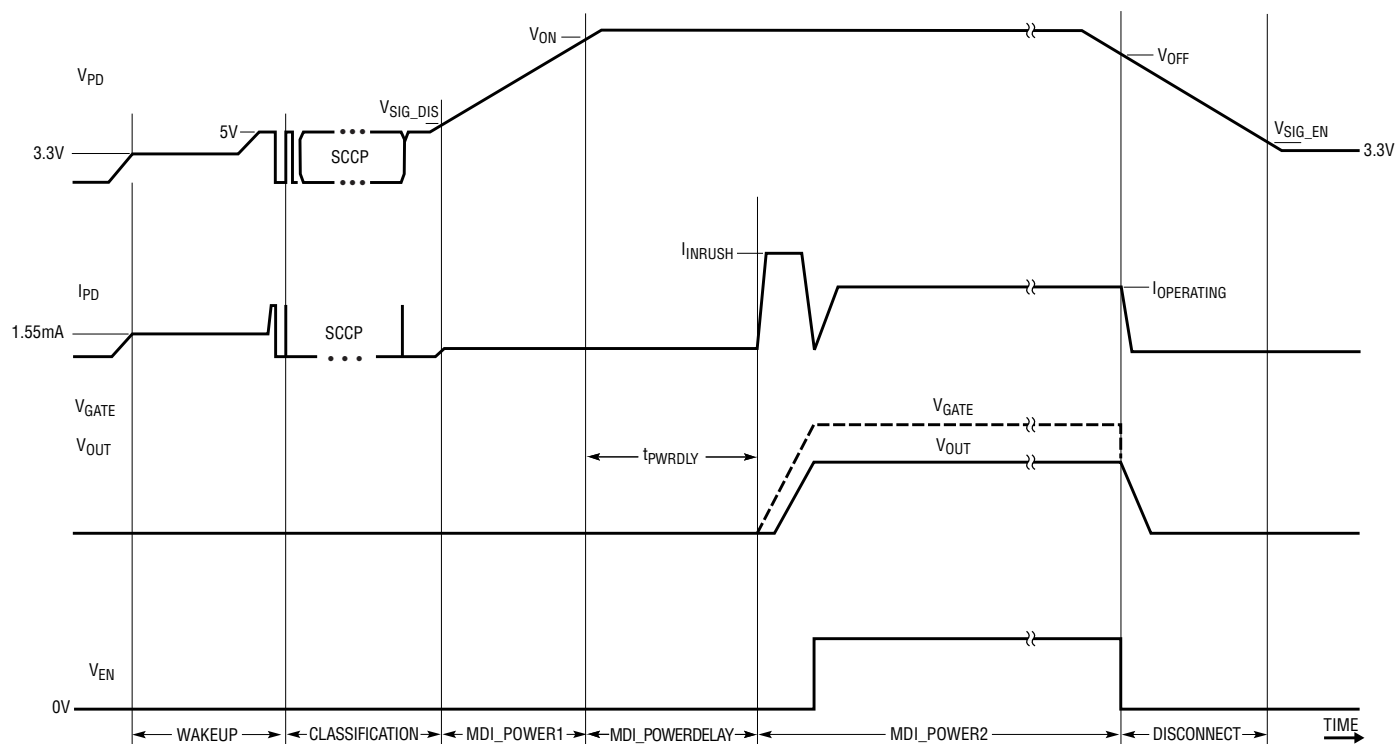 V_ON
V_OFF
V_PD
V_SIG_DIS
5V
V_SIG_EN
3.3V
SCCP
3.3V
I_INRUSH
I_PD
I_OPERATING
1.55mA
SCCP
V_GATE
V_GATE
V_OUT
V_OUT
t_PWRDLY
V_EN
0V
TIME
WAKEUP
CLASSIFICATION
MDI_POWER1
MDI_POWERDELAY
MDI_POWER2
DISCONNECT